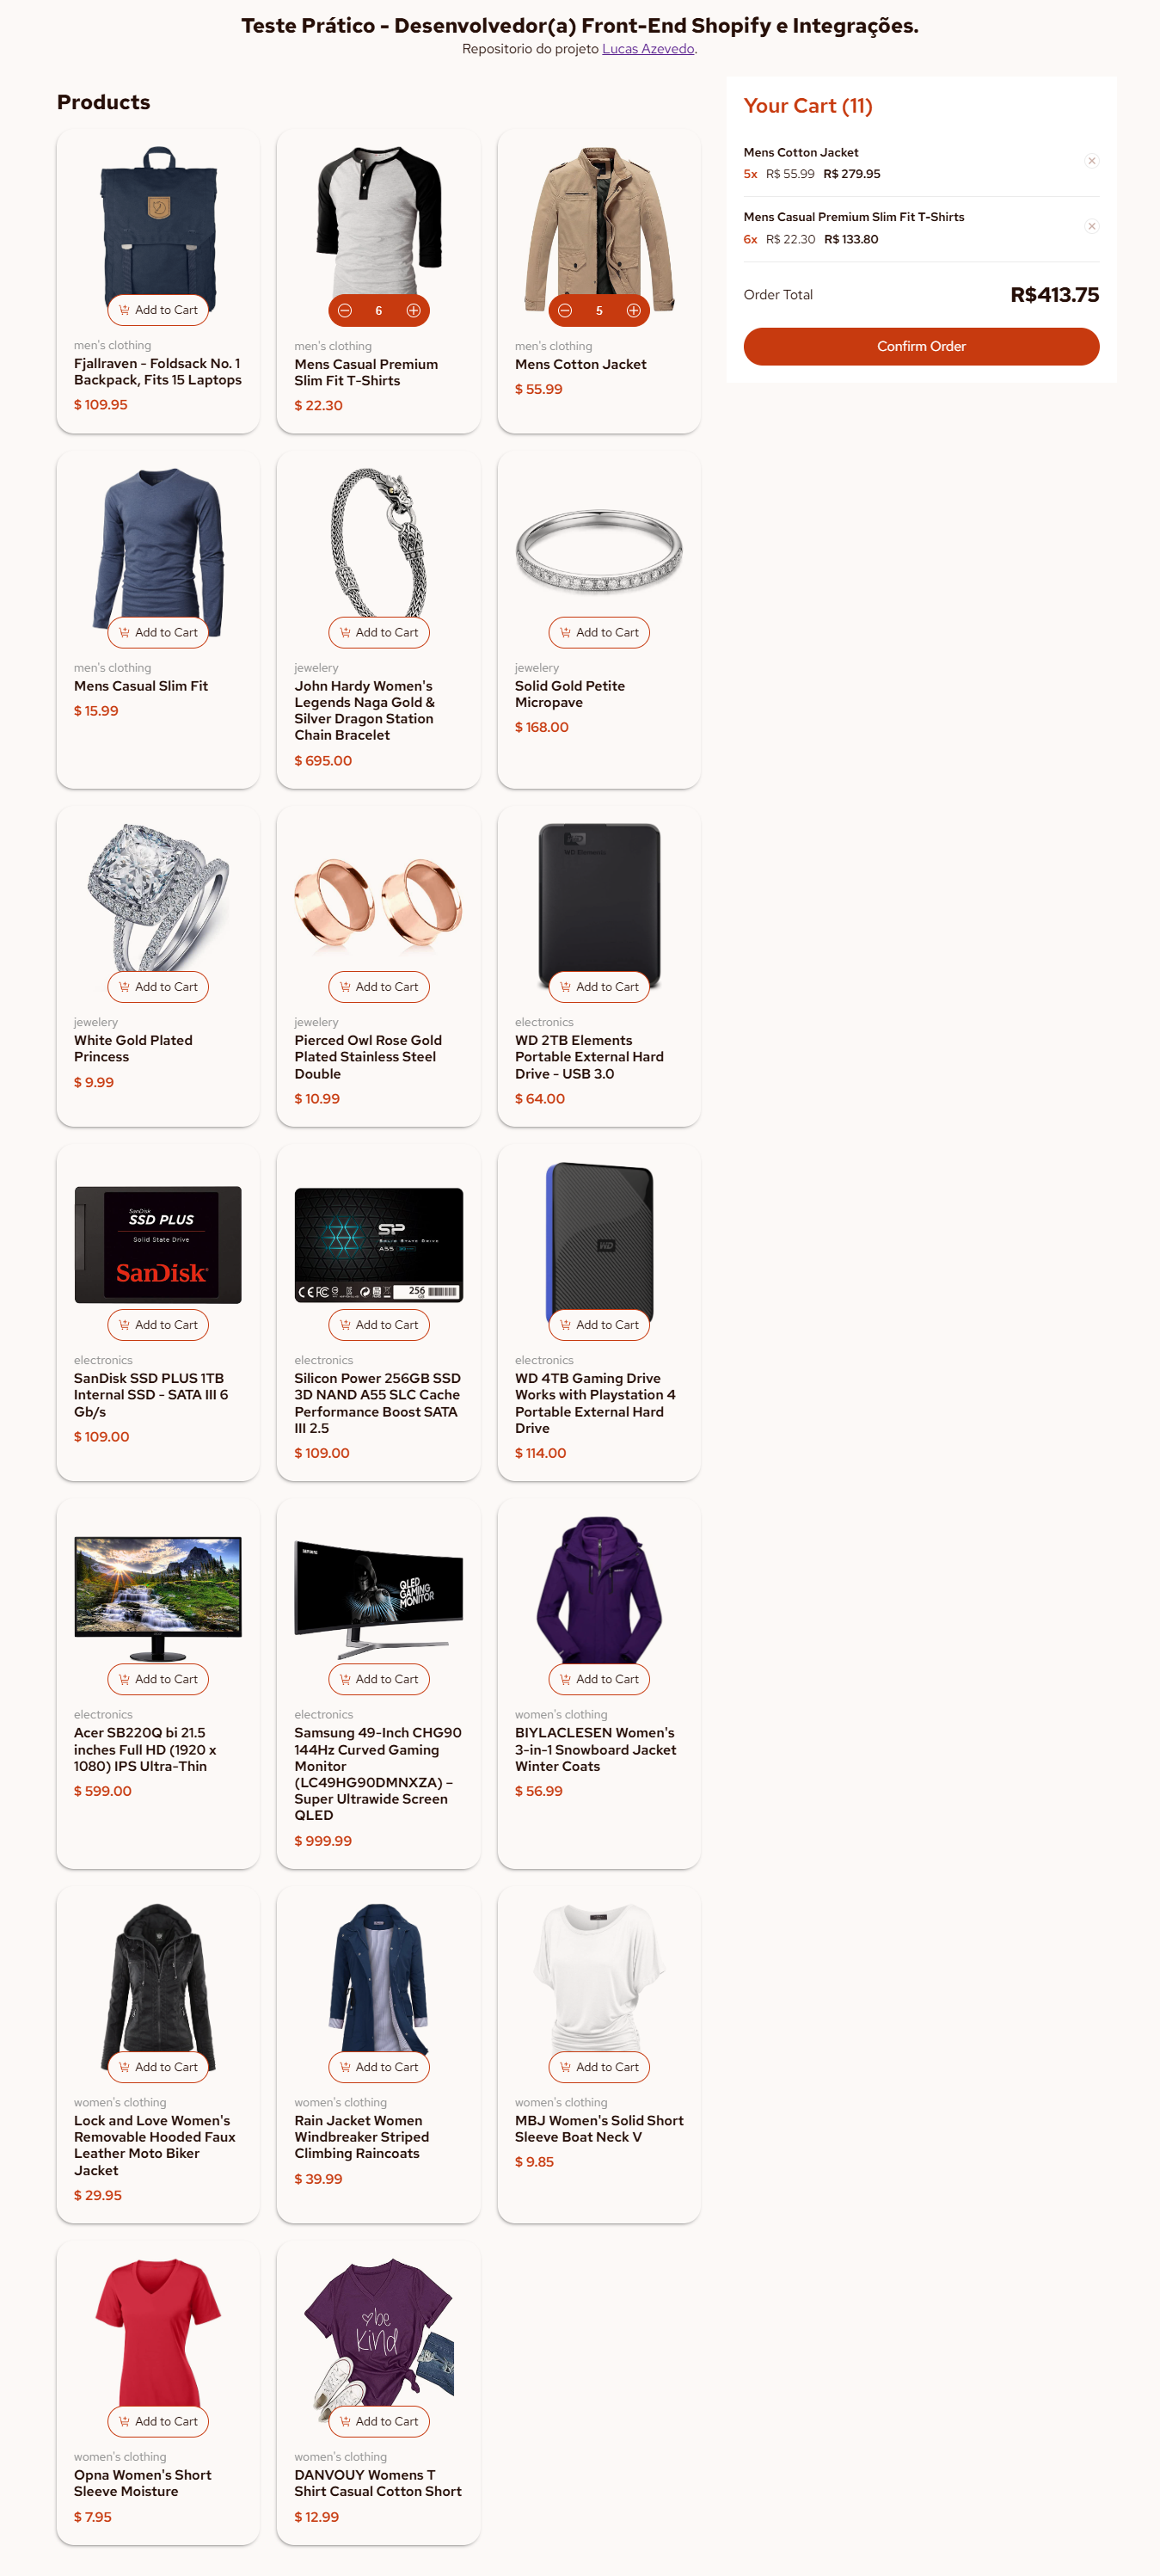 Teste Prático - Desenvolvedor(a) Front-End Shopify e Integrações.
Repositorio do projeto Lucas Azevedo.
Products
Add to Cart
men's clothing
Fjallraven - Foldsack No. 1
Backpack, Fits 15 Laptops
$ 109.95
6
men's clothing
Mens Casual Premium
Slim Fit T-Shirts
$ 22.30
5
men's clothing
Mens Cotton Jacket
$ 55.99
Your Cart (11)
Mens Cotton Jacket
5x R$ 55.99 R$ 279.95
Mens Casual Premium Slim Fit T-Shirts
6x R$ 22.30 R$ 133.80
Order Total R$413.75
Confirm Order
Add to Cart
men's clothing
Mens Casual Slim Fit
$ 15.99
Add to Cart
jewelery
John Hardy Women's
Legends Naga Gold &
Silver Dragon Station
Chain Bracelet
$ 695.00
Add to Cart
jewelery
Solid Gold Petite
Micropave
$ 168.00
Add to Cart
jewelery
White Gold Plated
Princess
$ 9.99
Add to Cart
jewelery
Pierced Owl Rose Gold
Plated Stainless Steel
Double
$ 10.99
WD
WD Elements
Add to Cart
electronics
WD 2TB Elements
Portable External Hard
Drive - USB 3.0
$ 64.00
SanDisk
SSD PLUS
Solid State Drive
SanDisk
Add to Cart
electronics
SanDisk SSD PLUS 1TB
Internal SSD - SATA III 6
Gb/s
$ 109.00
SP
Solid State Drive
A55
256
Add to Cart
electronics
Silicon Power 256GB SSD
3D NAND A55 SLC Cache
Performance Boost SATA
III 2.5
$ 109.00
WD
Add to Cart
electronics
WD 4TB Gaming Drive
Works with Playstation 4
Portable External Hard
Drive
$ 114.00
Add to Cart
electronics
Acer SB220Q bi 21.5
inches Full HD (1920 x
1080) IPS Ultra-Thin
$ 599.00
SAMSUNG
QLED
GAMING
MONITOR
Add to Cart
electronics
Samsung 49-Inch CHG90
144Hz Curved Gaming
Monitor
(LC49HG90DMNXZA) –
Super Ultrawide Screen
QLED
$ 999.99
Add to Cart
women's clothing
BIYLACLESEN Women's
3-in-1 Snowboard Jacket
Winter Coats
$ 56.99
Add to Cart
women's clothing
Lock and Love Women's
Removable Hooded Faux
Leather Moto Biker
Jacket
$ 29.95
Add to Cart
women's clothing
Rain Jacket Women
Windbreaker Striped
Climbing Raincoats
$ 39.99
Add to Cart
women's clothing
MBJ Women's Solid Short
Sleeve Boat Neck V
$ 9.85
Add to Cart
women's clothing
Opna Women's Short
Sleeve Moisture
$ 7.95
be
kind
Add to Cart
women's clothing
DANVOUY Womens T
Shirt Casual Cotton Short
$ 12.99